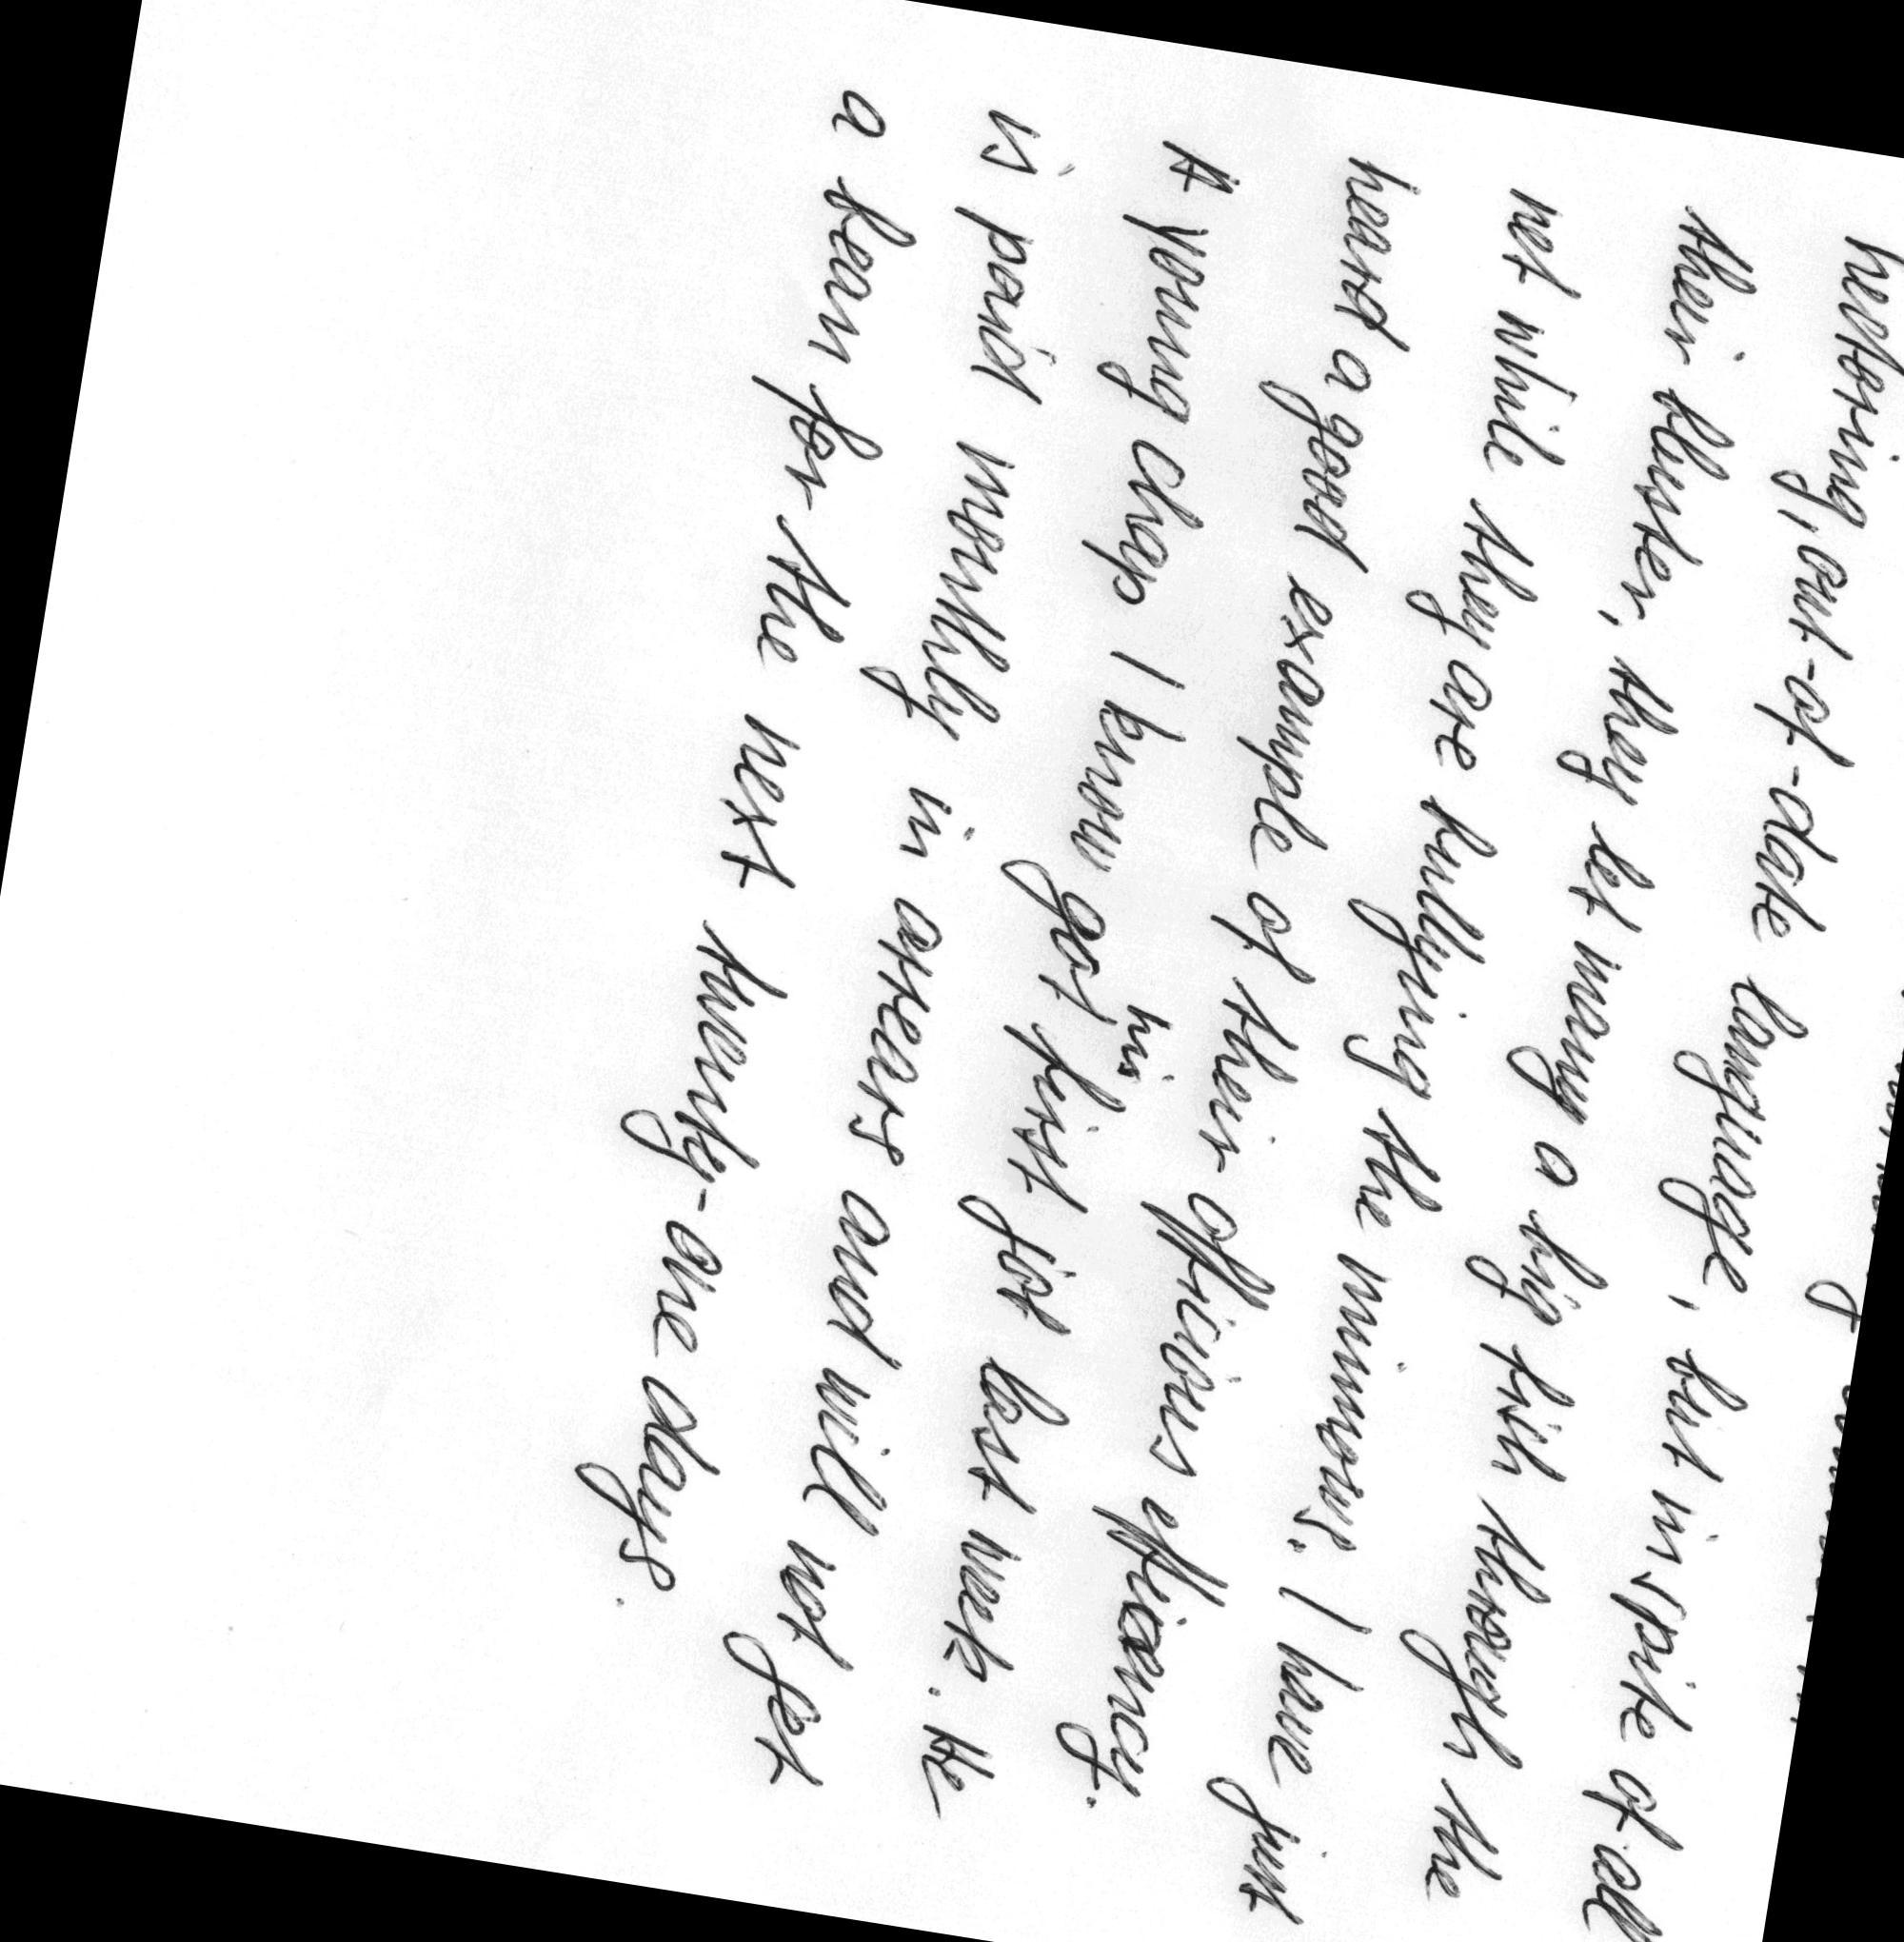 hectoring, out-of-date language, but in spite of all
their bluster, they let many a big fish through the
net while they are bullying the minnows. I have just
heard a good example of their officious efficiency.
A young chap I know got his first job last week. He
is paid monthly in arrears and will not get
a bean for the next twenty-one days.